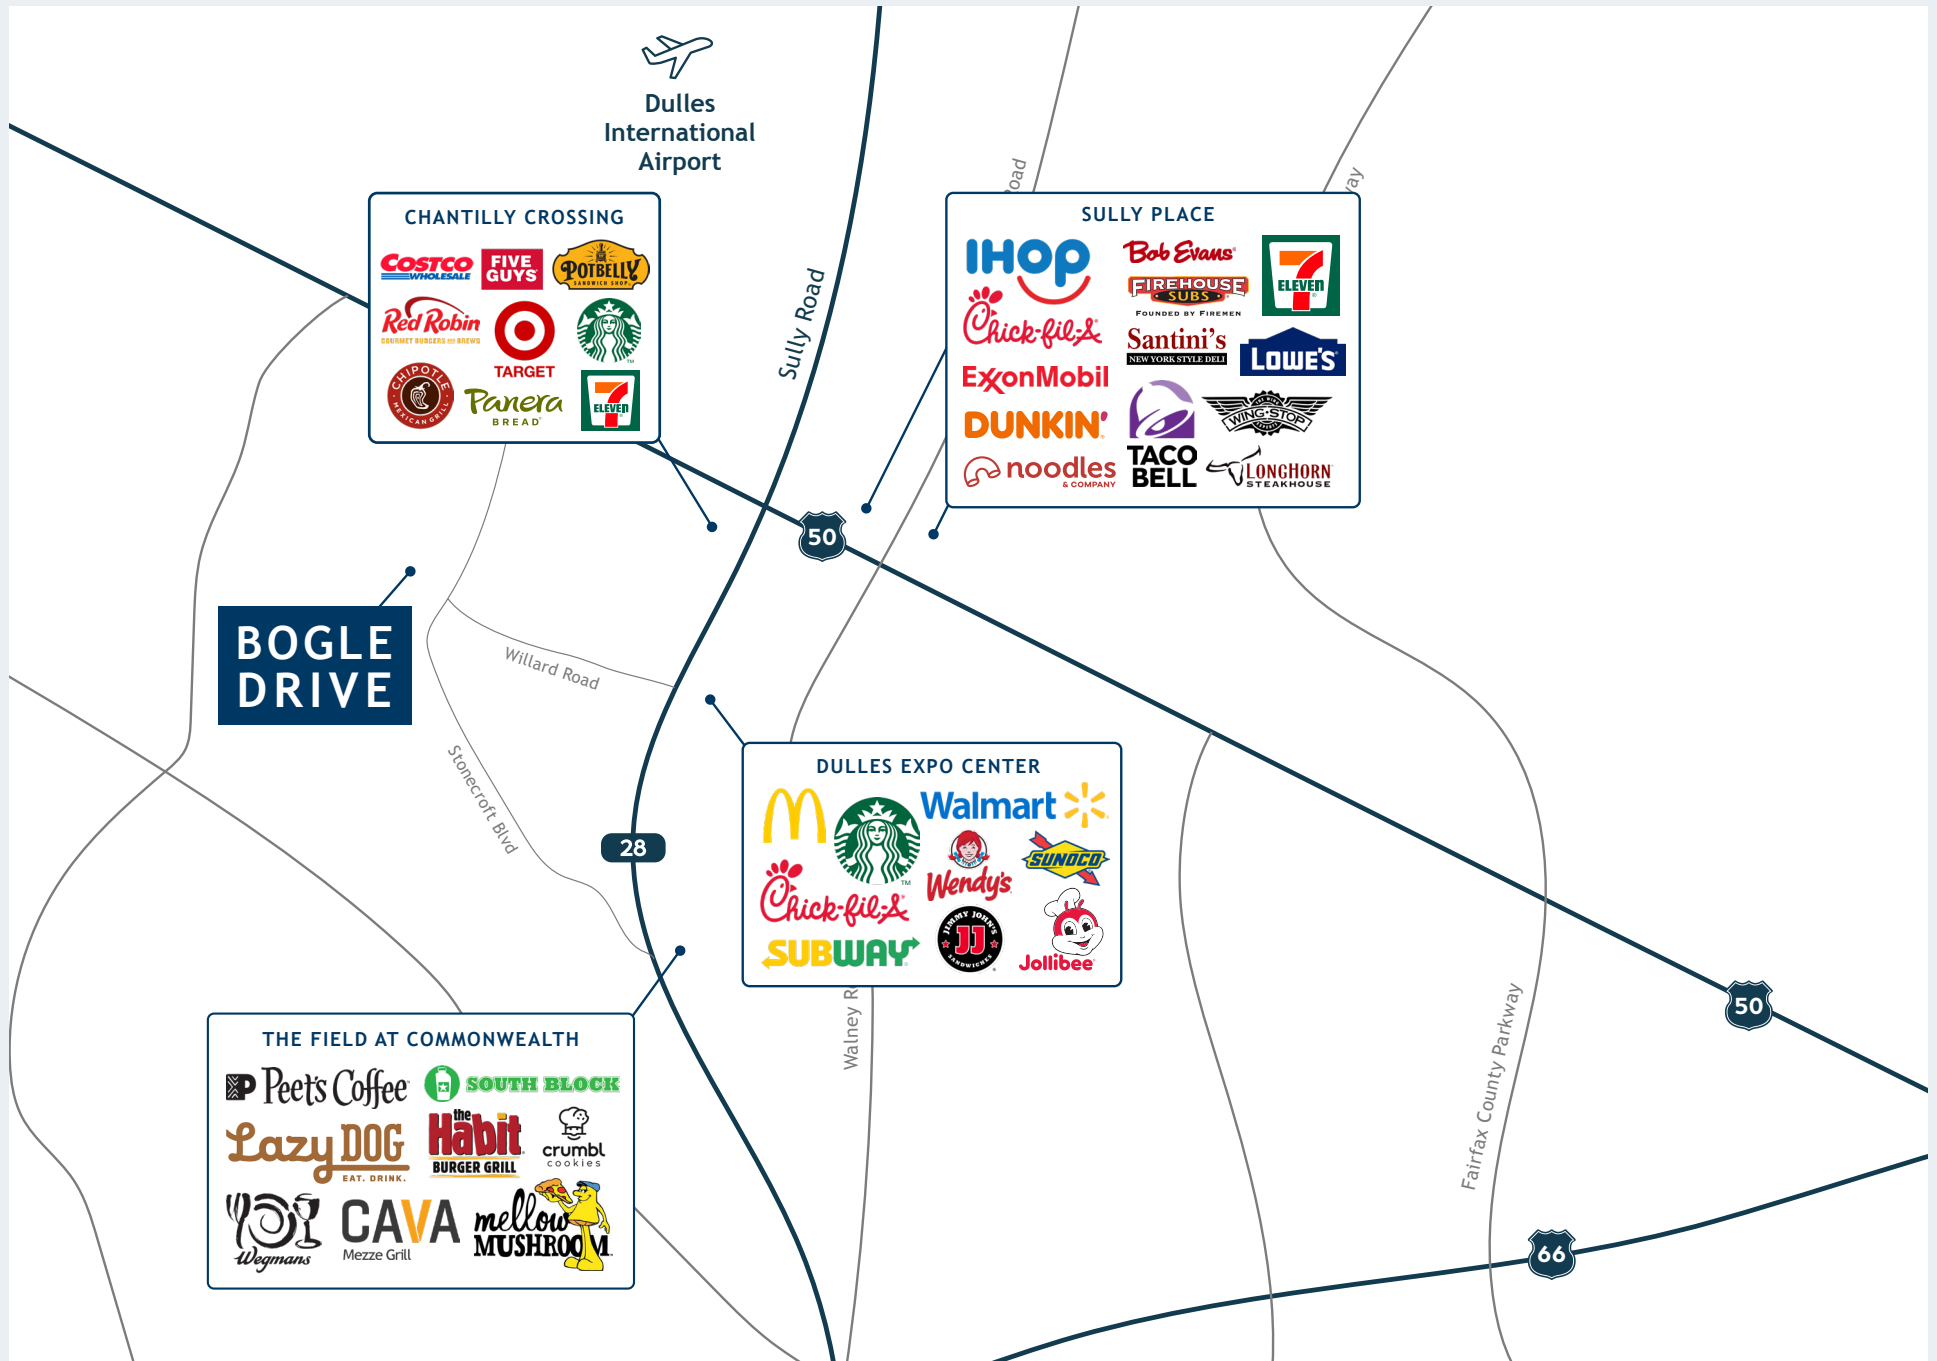 Dulles
International
Airport
Sully Road
CHANTILLY CROSSING
COSTCO
WHOLESALE
FIVE
GUYS
POTBELLY
SANDWICH SHOP
Red Robin
GOURMET BURGERS AND BREWS
TARGET
CHIPOTLE
MEXICAN GRILL
Panera
BREAD
7
ELEVEN
oad
way
SULLY PLACE
IHOP
Bob Evans
7
ELEVEN
FIREHOUSE
SUBS
FOUNDED BY FIREMEN
Chick-fil-A
Santini's
NEW YORK STYLE DELI
LOWE'S
ExxonMobil
DUNKIN'
TACO
BELL
WING·STOP
noodles
& COMPANY
LONGHORN
STEAKHOUSE
50
BOGLE
DRIVE
Willard Road
Stonecroft Blvd
28
DULLES EXPO CENTER
M
Walmart
Wendy's
SUNOCO
Chick-fil-A
SUBWAY
JIMMY JOHN'S
JJ
SANDWICHES
Jollibee
Walney R
Fairfax County Parkway
50
66
THE FIELD AT COMMONWEALTH
P Peet's Coffee
SOUTH BLOCK
Lazy DOG
EAT. DRINK.
the
Habit
BURGER GRILL
crumbl
cookies
Wegmans
CAVA
Mezze Grill
mellow
MUSHROOM